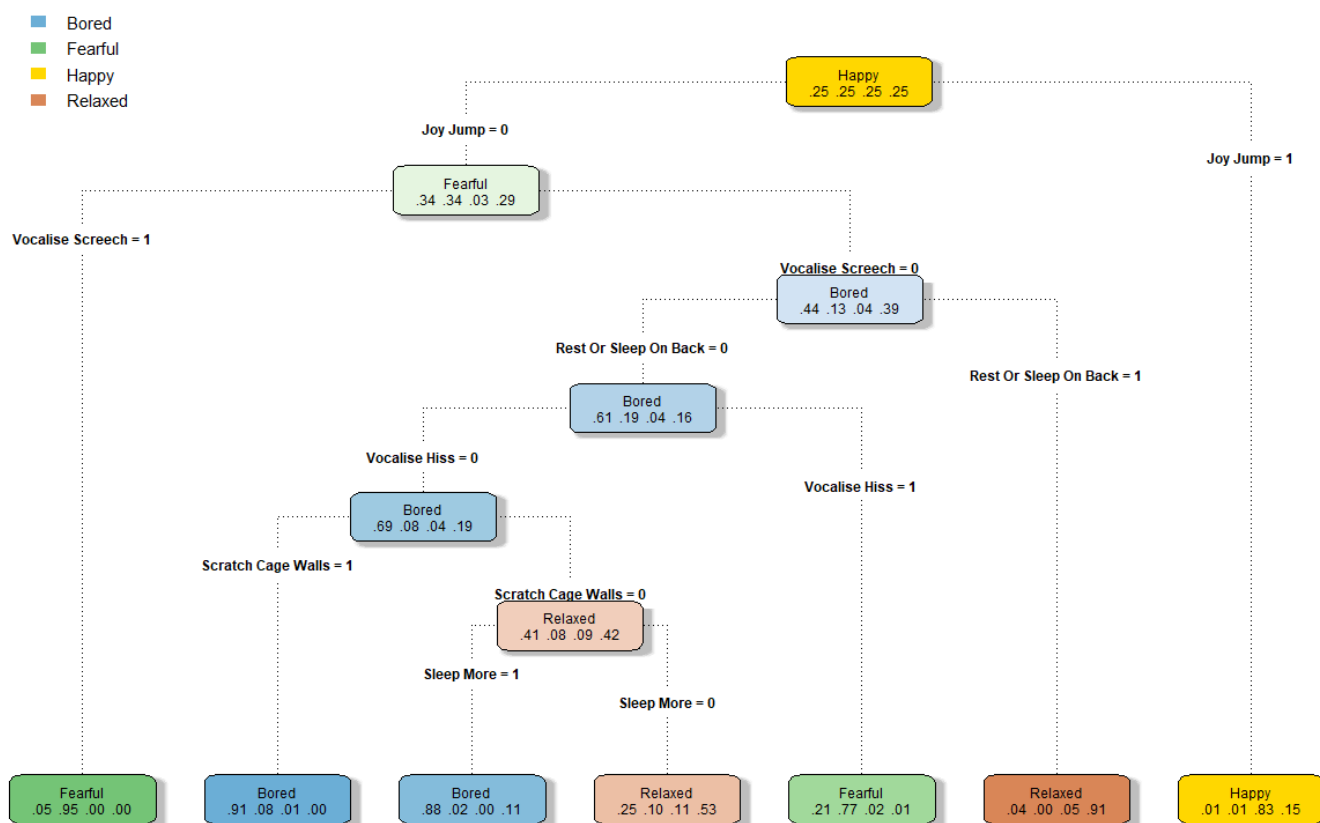 Bored
Fearful
Happy
Relaxed
Happy
.25 .25 .25 .25
Joy Jump = 0
Joy Jump = 1
Fearful
.34 .34 .03 .29
Vocalise Screech = 1
Vocalise Screech = 0
Bored
.44 .13 .04 .39
Rest Or Sleep On Back = 0
Rest Or Sleep On Back = 1
Bored
.61 .19 .04 .16
Vocalise Hiss = 0
Vocalise Hiss = 1
Bored
.69 .08 .04 .19
Scratch Cage Walls = 1
Scratch Cage Walls = 0
Relaxed
.41 .08 .09 .42
Sleep More = 1
Sleep More = 0
Fearful
.05 .95 .00 .00
Bored
.91 .08 .01 .00
Bored
.88 .02 .00 .11
Relaxed
.25 .10 .11 .53
Fearful
.21 .77 .02 .01
Relaxed
.04 .00 .05 .91
Happy
.01 .01 .83 .15